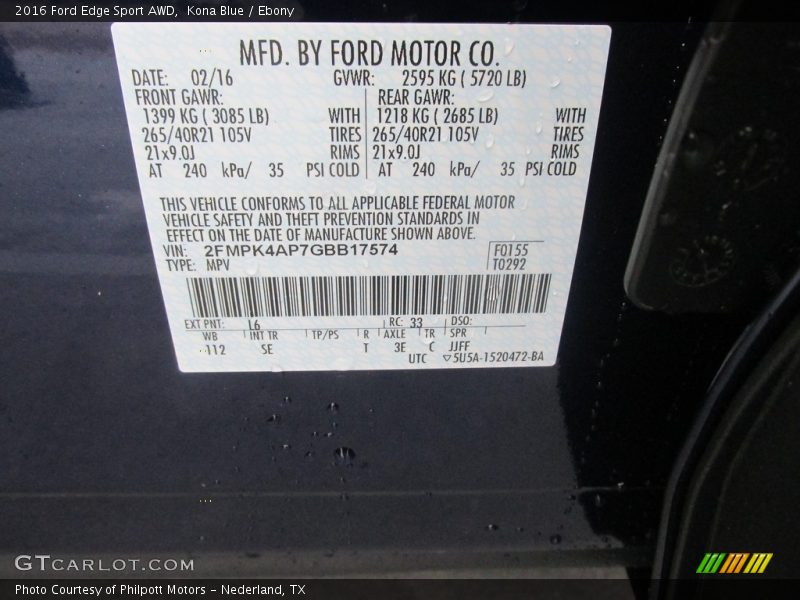 2016 Ford Edge Sport AWD,  Kona Blue / Ebony
MFD. BY FORD MOTOR CO.
DATE: 02/16 GVWR: 2595 KG ( 5720 LB)
FRONT GAWR: REAR GAWR:
1399 KG ( 3085 LB) WITH 1218 KG ( 2685 LB) WITH
265/40R21 105V TIRES 265/40R21 105V TIRES
21x9.0J RIMS 21x9.0J RIMS
AT 240 kPa/ 35 PSI COLD AT 240 kPa/ 35 PSI COLD
THIS VEHICLE CONFORMS TO ALL APPLICABLE FEDERAL MOTOR
VEHICLE SAFETY AND THEFT PREVENTION STANDARDS IN
EFFECT ON THE DATE OF MANUFACTURE SHOWN ABOVE.
VIN: 2FMPK4AP7GBB17574 F0155
TYPE: MPV T0292
EXT PNT: L6 RC: 33 DSO:
WB INT TR TP/PS R AXLE TR SPR
112 SE T 3E C JJFF
UTC ▽5U5A-1520472-BA
GTCARLOT.COM
Photo Courtesy of Philpott Motors - Nederland, TX